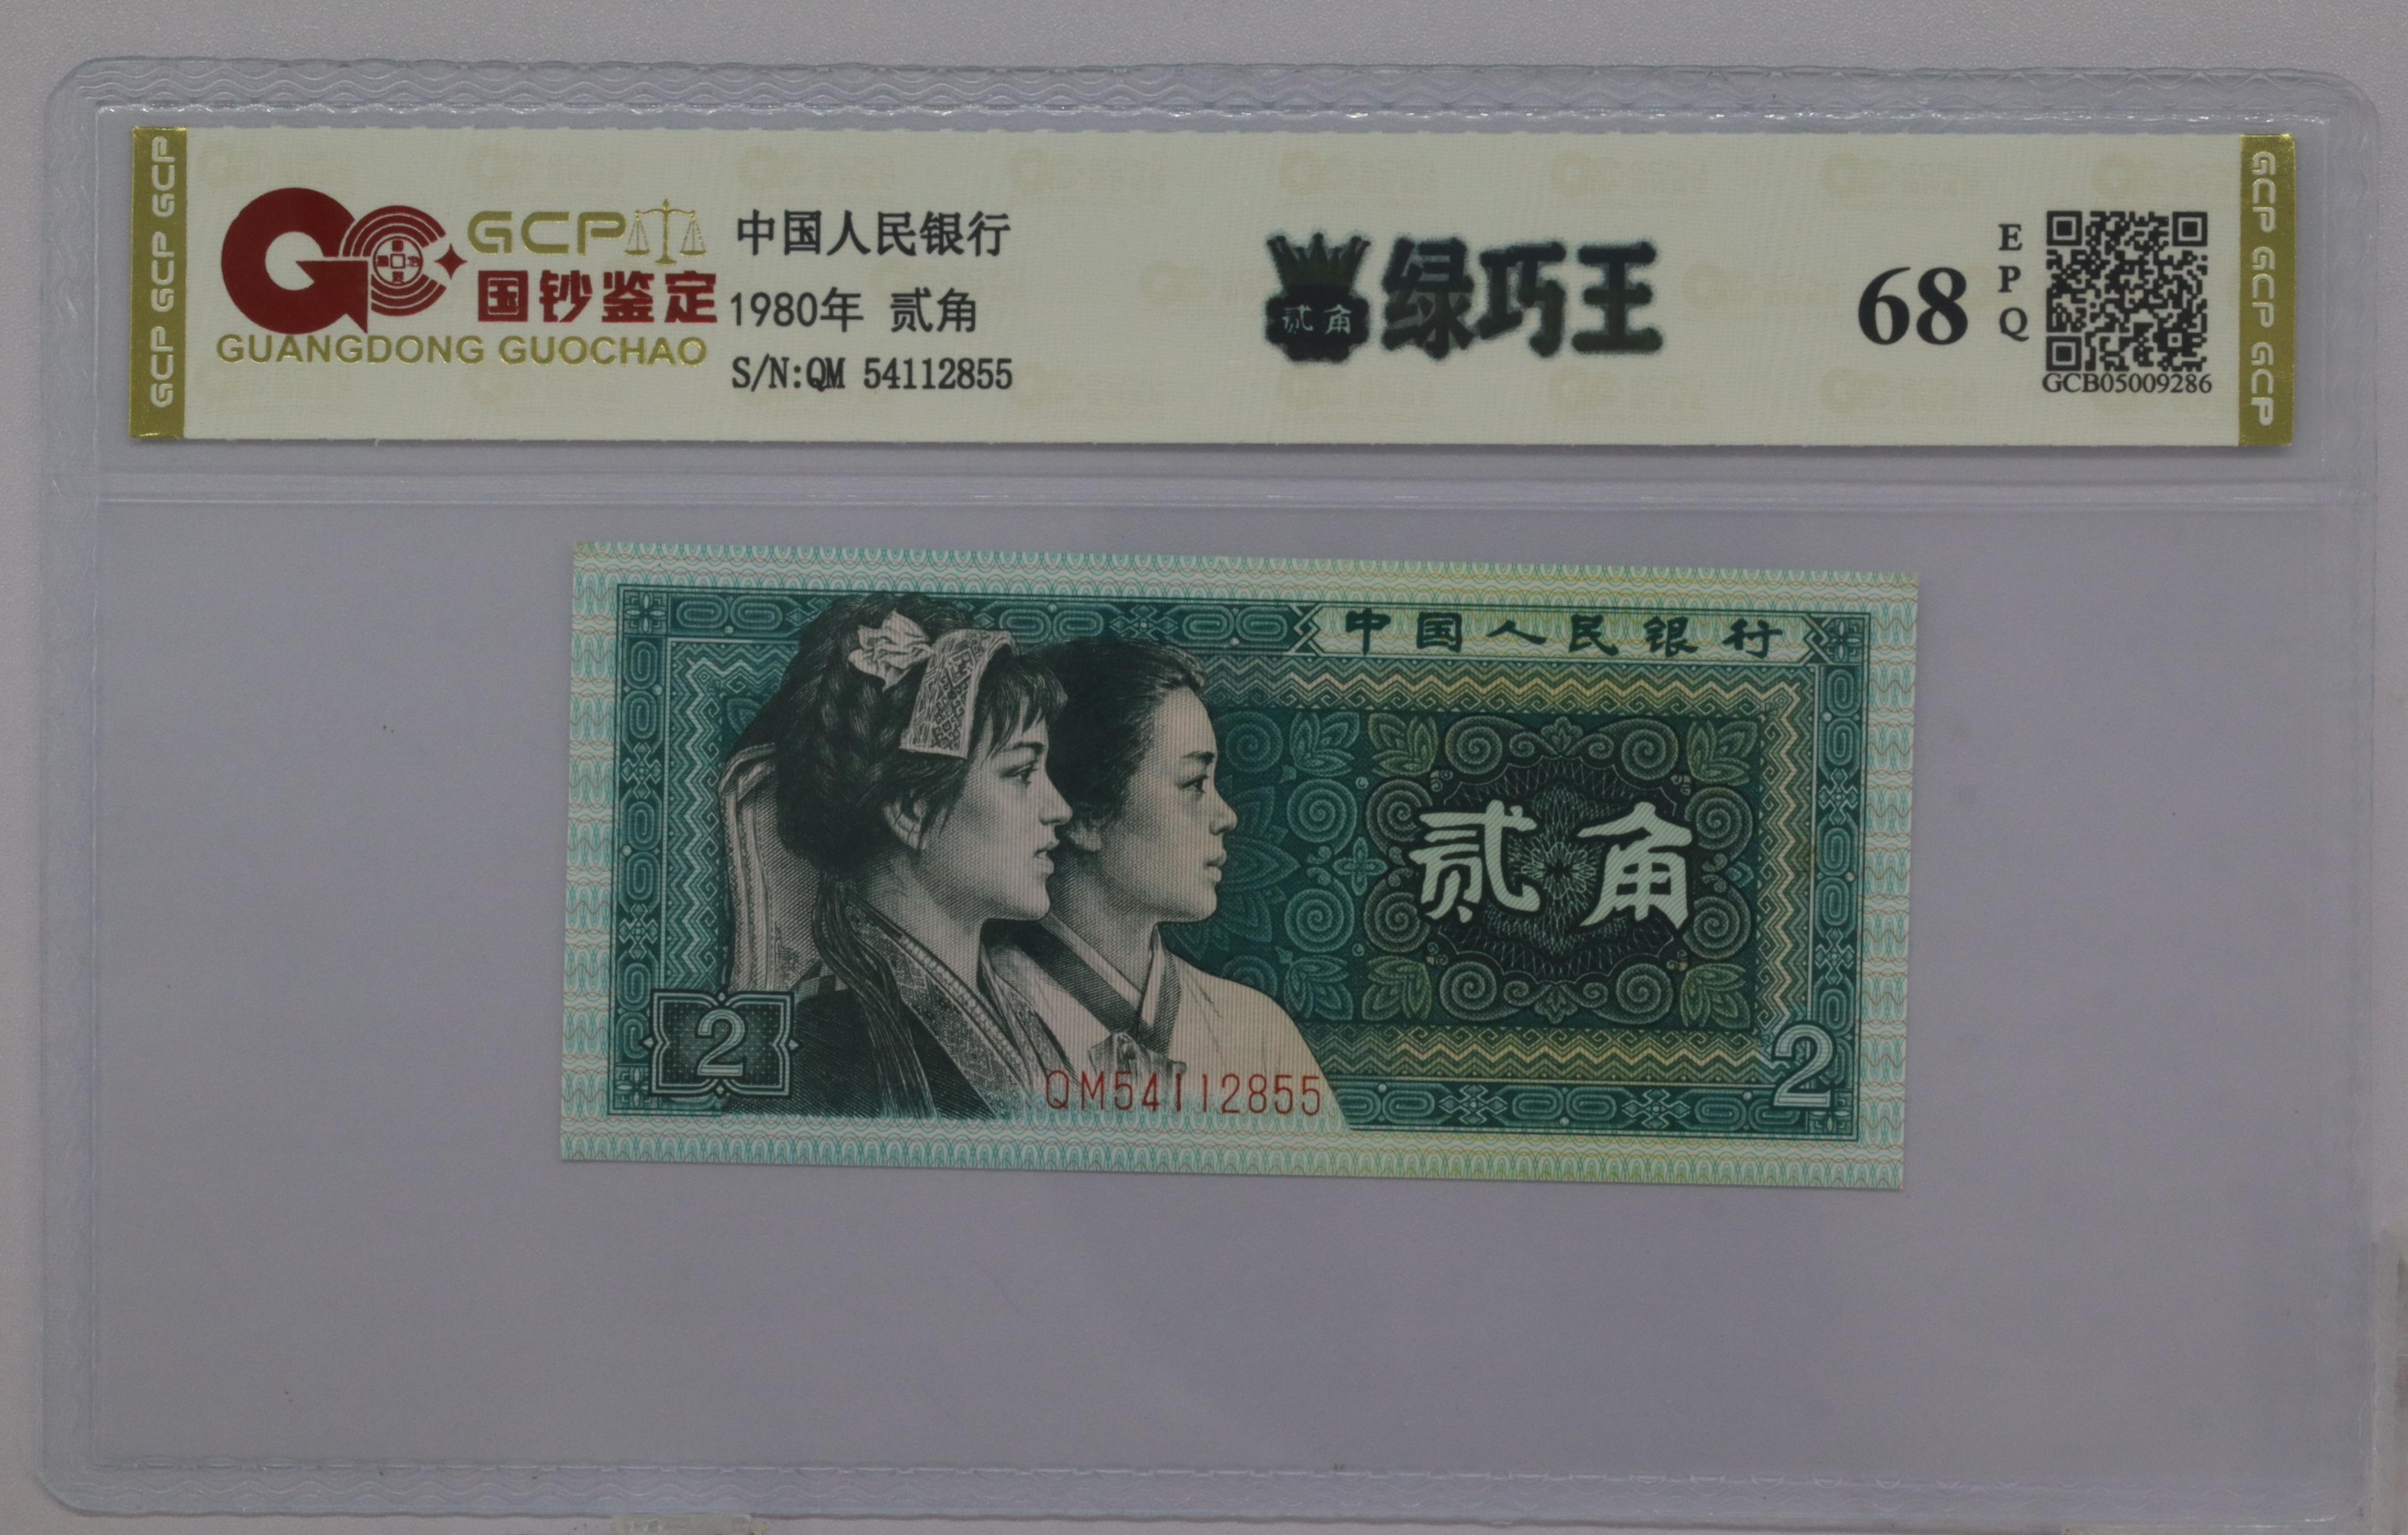 GCP GCP GCP
GCP
国钞鉴定
GUANGDONG GUOCHAO
中国人民银行
1980年 贰角
S/N:QM 54112855
贰角
绿巧王
68
E
P
Q
GCB05009286
GCP GCP GCP
中国人民银行
贰角
2
QM54112855
2